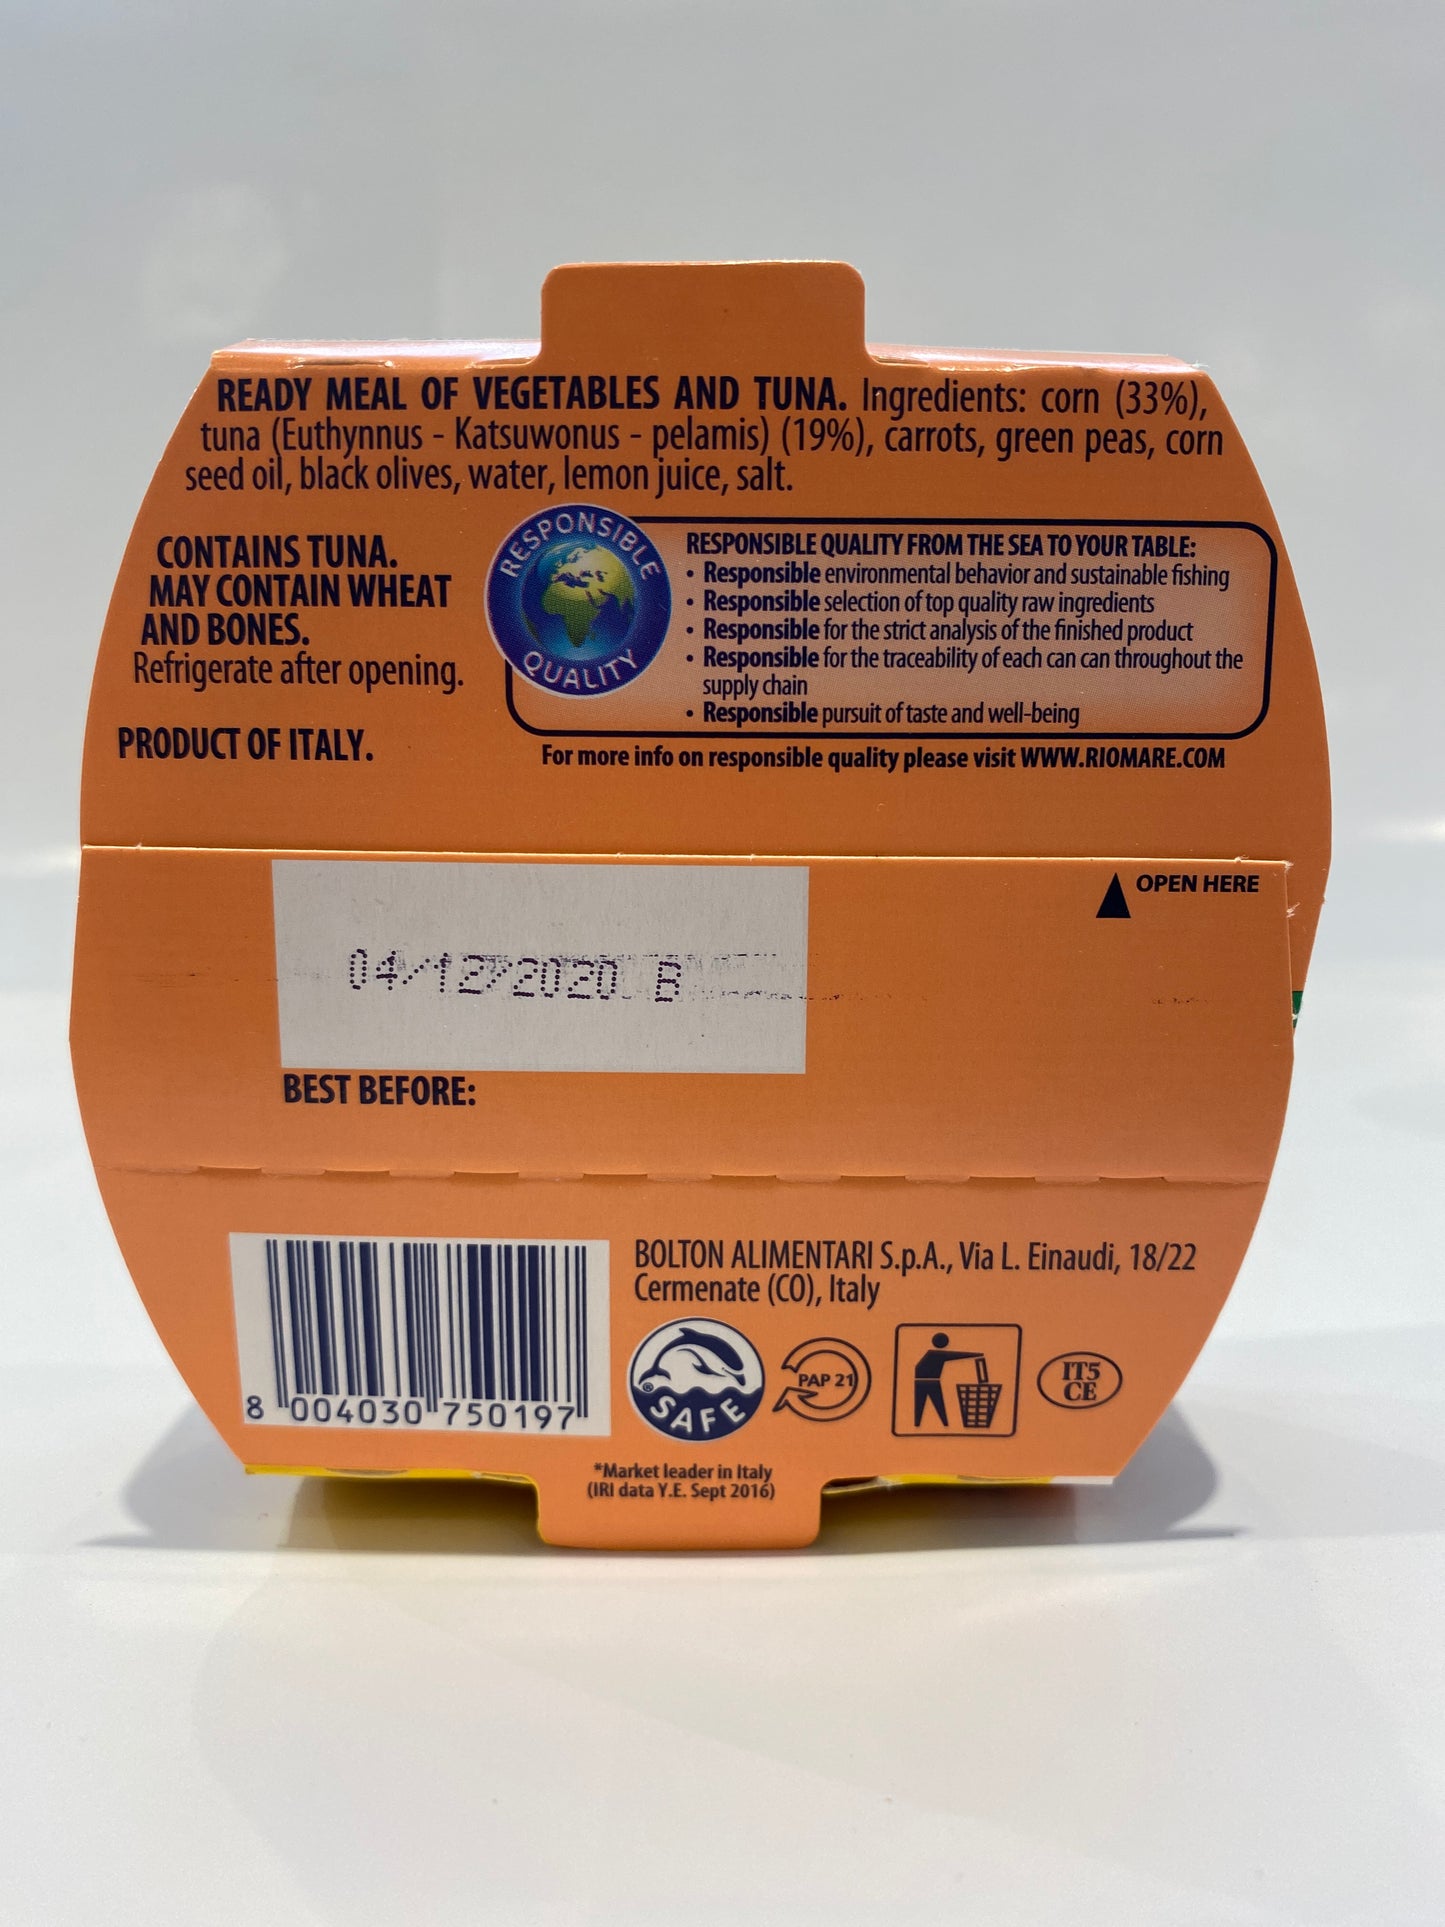 READY MEAL OF VEGETABLES AND TUNA. Ingredients: corn (33%),
tuna (Euthynnus - Katsuwonus - pelamis) (19%), carrots, green peas, corn
seed oil, black olives, water, lemon juice, salt.
CONTAINS TUNA.
MAY CONTAIN WHEAT
AND BONES.
Refrigerate after opening.
PRODUCT OF ITALY.
RESPONSIBLE
QUALITY
RESPONSIBLE QUALITY FROM THE SEA TO YOUR TABLE:
• Responsible environmental behavior and sustainable fishing
• Responsible selection of top quality raw ingredients
• Responsible for the strict analysis of the finished product
• Responsible for the traceability of each can can throughout the
supply chain
• Responsible pursuit of taste and well-being
For more info on responsible quality please visit WWW.RIOMARE.COM
OPEN HERE
04/12/2020 B
BEST BEFORE:
8 004030 750197
BOLTON ALIMENTARI S.p.A., Via L. Einaudi, 18/22
Cermenate (CO), Italy
® SAFE
PAP 21
IT5
CE
*Market leader in Italy
(IRI data Y.E. Sept 2016)